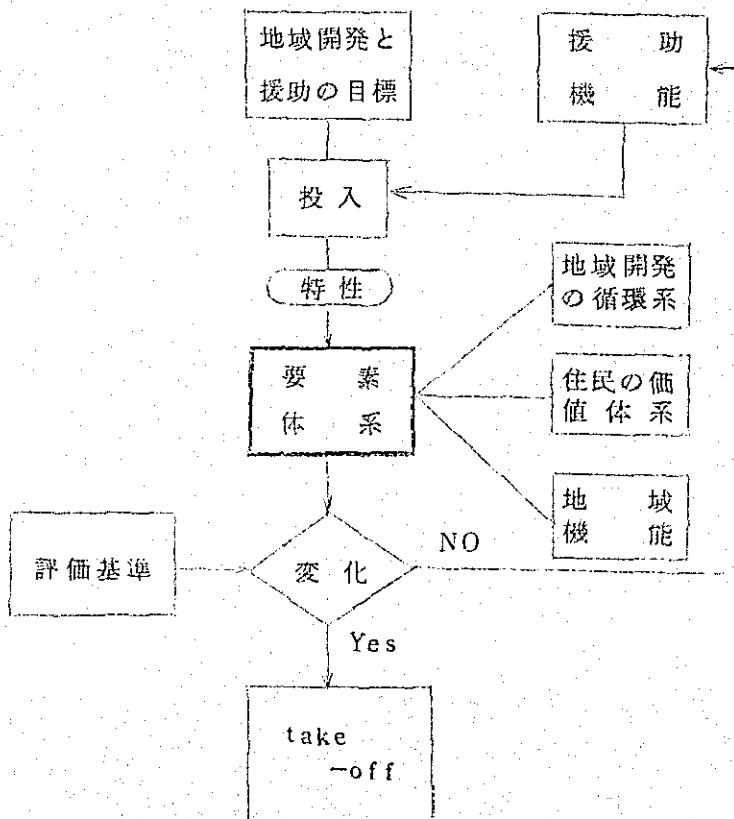 地域開発と
援助の目標
援助
機能
投入
特性
地域開発
の循環系
要素
体系
住民の価
値体系
地域
機能
評価基準
変化
NO
Yes
take
-off